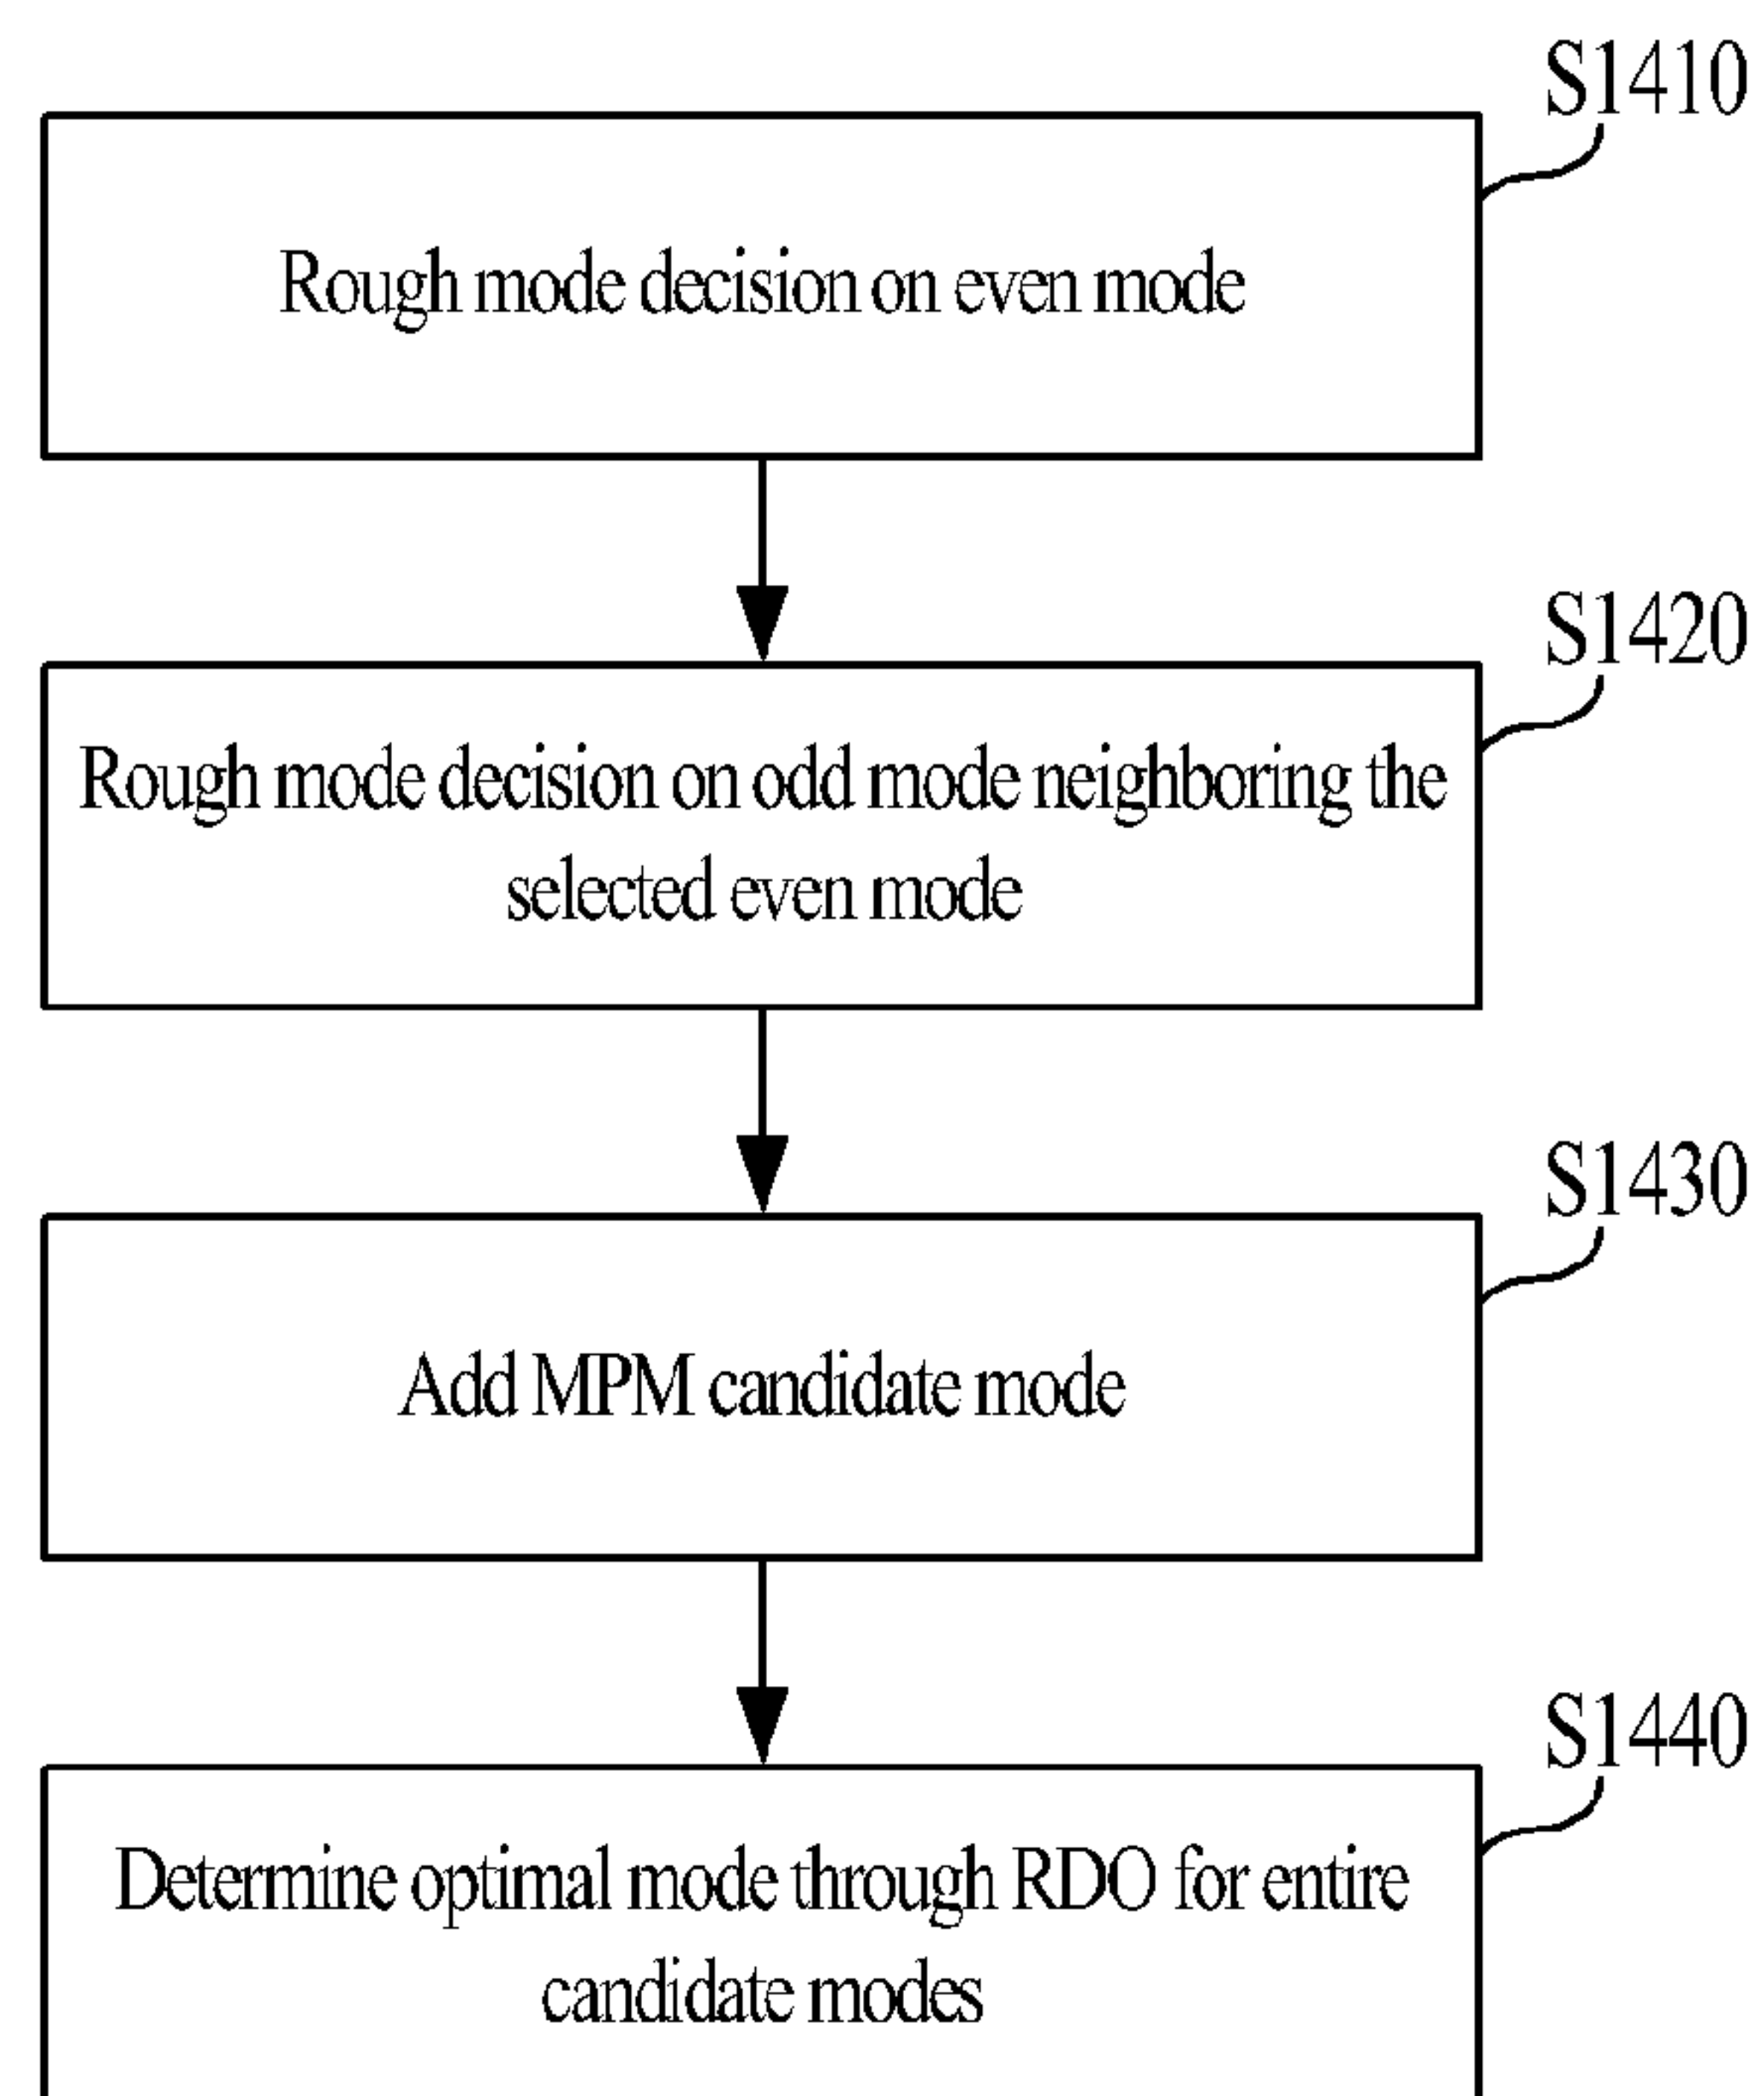 S1410
Rough mode decision on even mode
S1420
Rough mode decision on odd mode neighboring the
selected even mode
S1430
Add MPM candidate mode
S1440
Determine optimal mode through RDO for entire
candidate modes